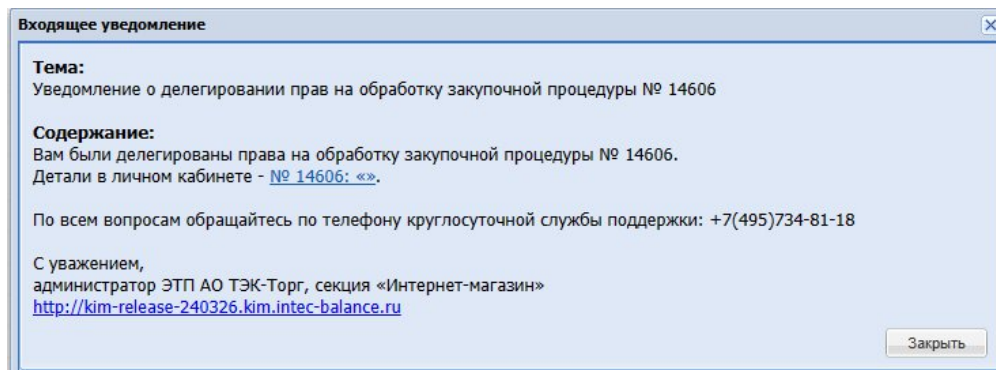 Входящее уведомление
Тема:
Уведомление о делегировании прав на обработку закупочной процедуры № 14606
Содержание:
Вам были делегированы права на обработку закупочной процедуры № 14606.
Детали в личном кабинете - № 14606: «».
По всем вопросам обращайтесь по телефону круглосуточной службы поддержки: +7(495)734-81-18
С уважением,
администратор ЭТП АО ТЭК-Торг, секция «Интернет-магазин»
http://kim-release-240326.kim.intec-balance.ru
Закрыть